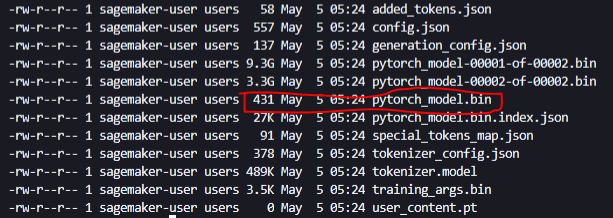 -rw-r--r-- 1 sagemaker-user users 58 May 5 05:24 added_tokens.json
-rw-r--r-- 1 sagemaker-user users 557 May 5 05:24 config.json
-rw-r--r-- 1 sagemaker-user users 137 May 5 05:24 generation_config.json
-rw-r--r-- 1 sagemaker-user users 9.3G May 5 05:24 pytorch_model-00001-of-00002.bin
-rw-r--r-- 1 sagemaker-user users 3.3G May 5 05:24 pytorch_model-00002-of-00002.bin
-rw-r--r-- 1 sagemaker-user users 431 May 5 05:24 pytorch_model.bin
-rw-r--r-- 1 sagemaker-user users 27K May 5 05:24 pytorch_model.bin.index.json
-rw-r--r-- 1 sagemaker-user users 91 May 5 05:24 special_tokens_map.json
-rw-r--r-- 1 sagemaker-user users 378 May 5 05:24 tokenizer_config.json
-rw-r--r-- 1 sagemaker-user users 489K May 5 05:24 tokenizer.model
-rw-r--r-- 1 sagemaker-user users 3.5K May 5 05:24 training_args.bin
-rw-r--r-- 1 sagemaker-user users 0 May 5 05:24 user_content.pt